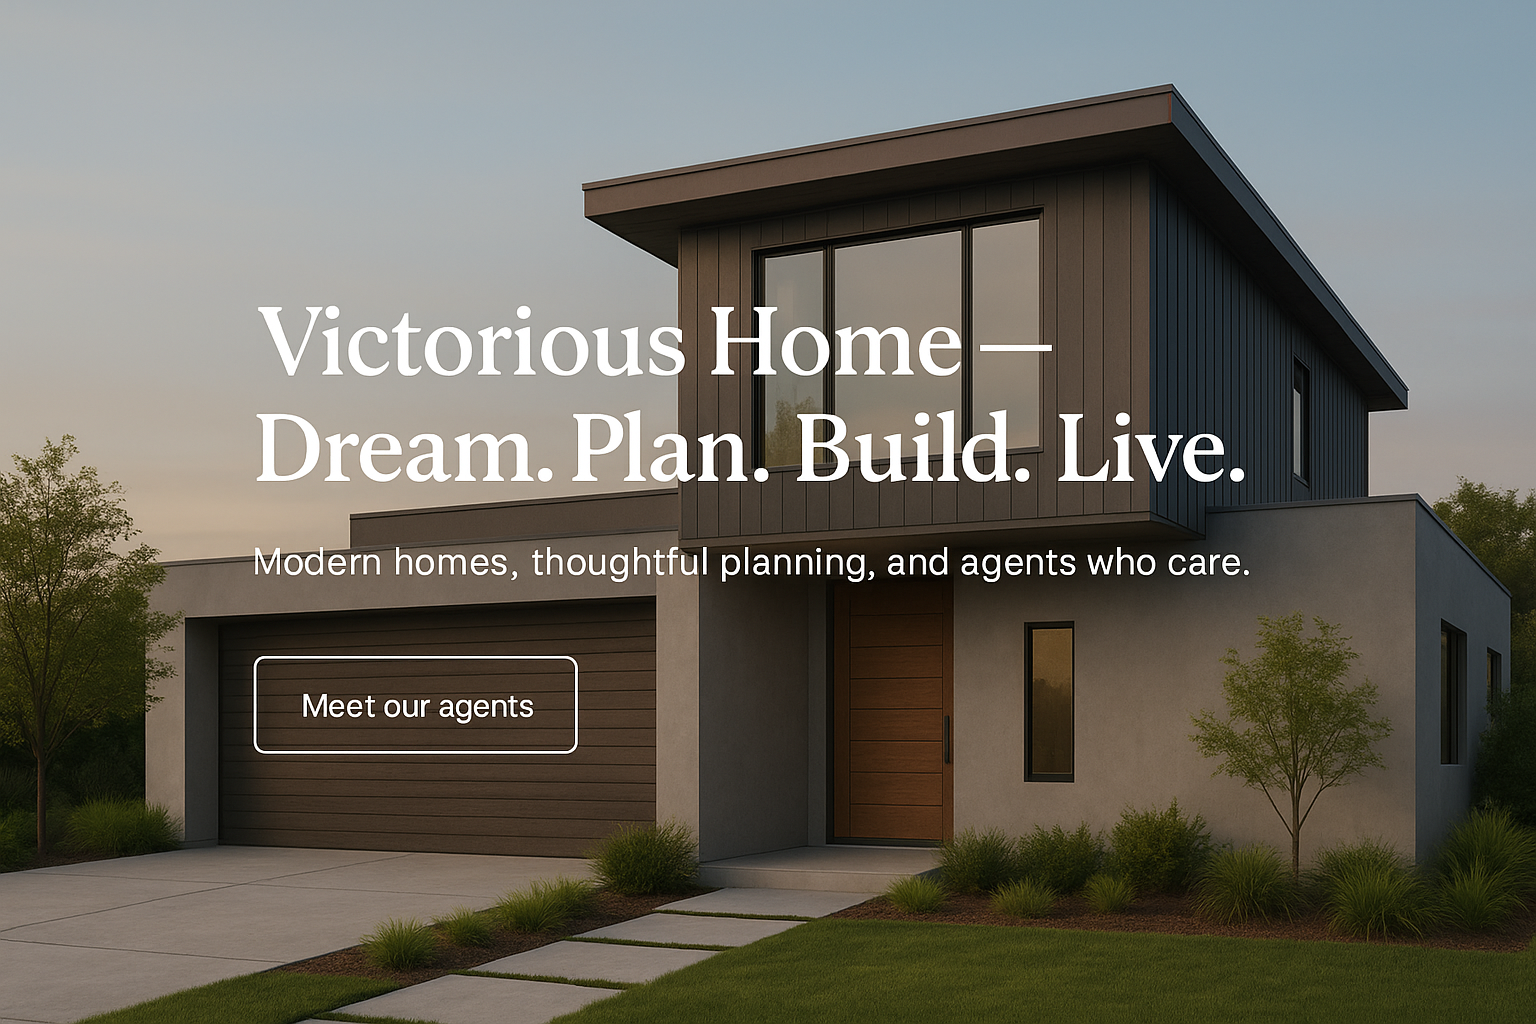 Victorious Home —
Dream. Plan. Build. Live.
Modern homes, thoughtful planning, and agents who care.
Meet our agents